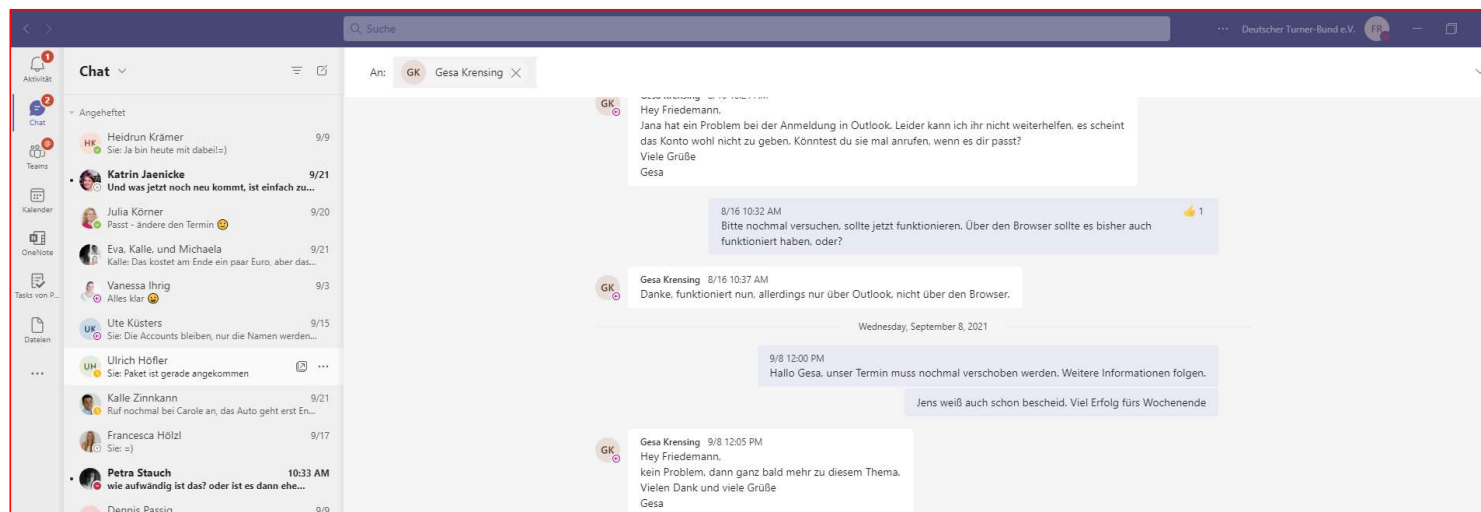 Suche
Deutscher Turner-Bund e.V.
FR
1
Aktivität
2
Chat
@
Teams
Kalender
OneNote
Tasks von P...
Dateien
Chat
Angeheftet
HK
Heidrun Krämer
9/9
Sie: Ja bin heute mit dabei!=)
Katrin Jaenicke
9/21
Und was jetzt noch neu kommt, ist einfach zu...
Julia Körner
9/20
Passt - ändere den Termin 🙂
Eva, Kalle, und Michaela
9/21
Kalle: Das kostet am Ende ein paar Euro, aber das...
Vanessa Ihrig
9/3
Alles klar 😀
UK
Ute Küsters
9/15
Sie: Die Accounts bleiben, nur die Namen werden...
UH
Ulrich Höfler
Sie: Paket ist gerade angekommen
Kalle Zinnkann
9/21
Ruf nochmal bei Carole an, das Auto geht erst En...
Francesca Hölzl
9/17
Sie: =)
Petra Stauch
10:33 AM
wie aufwändig ist das? oder ist es dann ehe...
Dennis Passig
9/9
An:
GK
Gesa Krensing
GK
Hey Friedemann,
Jana hat ein Problem bei der Anmeldung in Outlook. Leider kann ich ihr nicht weiterhelfen, es scheint
das Konto wohl nicht zu geben. Könntest du sie mal anrufen, wenn es dir passt?
Viele Grüße
Gesa
8/16 10:32 AM
👍 1
Bitte nochmal versuchen, sollte jetzt funktionieren. Über den Browser sollte es bisher auch
funktioniert haben, oder?
GK
Gesa Krensing 8/16 10:37 AM
Danke, funktioniert nun, allerdings nur über Outlook, nicht über den Browser.
Wednesday, September 8, 2021
9/8 12:00 PM
Hallo Gesa, unser Termin muss nochmal verschoben werden. Weitere Informationen folgen.
Jens weiß auch schon bescheid. Viel Erfolg fürs Wochenende
GK
Gesa Krensing 9/8 12:05 PM
Hey Friedemann,
kein Problem, dann ganz bald mehr zu diesem Thema.
Vielen Dank und viele Grüße
Gesa